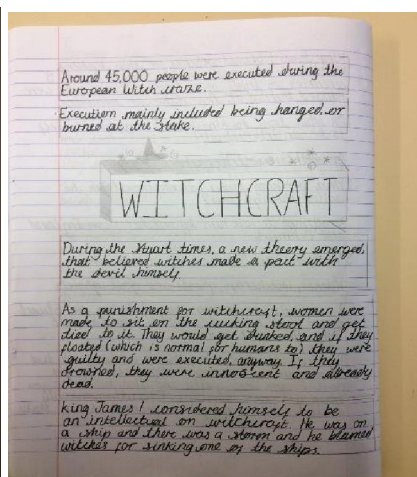 Around 45,000 people were executed during the
European Witch craze.
Execution mainly included being hanged or
burned at the stake.
WITCHCRAFT
During the Stuart times, a new theory emerged,
that believed witches made a pact with
the devil himself.
As a punishment for witchcraft, women were
made to sit on the ducking stool and get
tied to it. They would get dunked, and if they
floated (which is normal for humans to) they were
guilty and were executed anyway. If they
drowned, they were innoscent and allready
dead.
King James I considered himself to be
an intellectual on witchcraft. He was on
a ship and there was a storm and he blamed
witches for sinking one of the ships.